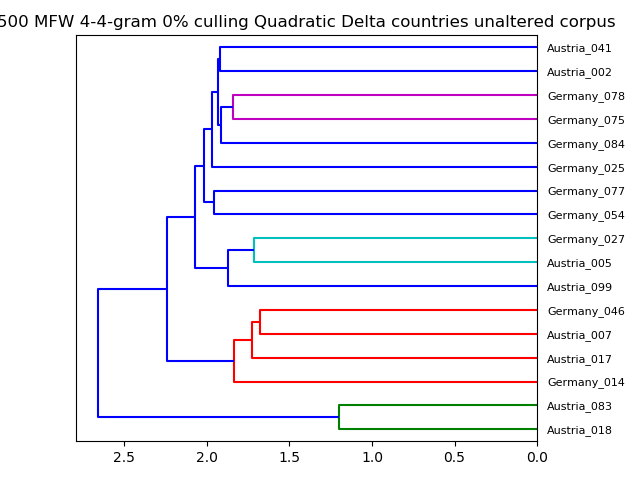 500 MFW 4-4-gram 0% culling Quadratic Delta countries unaltered corpus
Austria_041
Austria_002
Germany_078
Germany_075
Germany_084
Germany_025
Germany_077
Germany_054
Germany_027
Austria_005
Austria_099
Germany_046
Austria_007
Austria_017
Germany_014
Austria_083
Austria_018
2.5 2.0 1.5 1.0 0.5 0.0